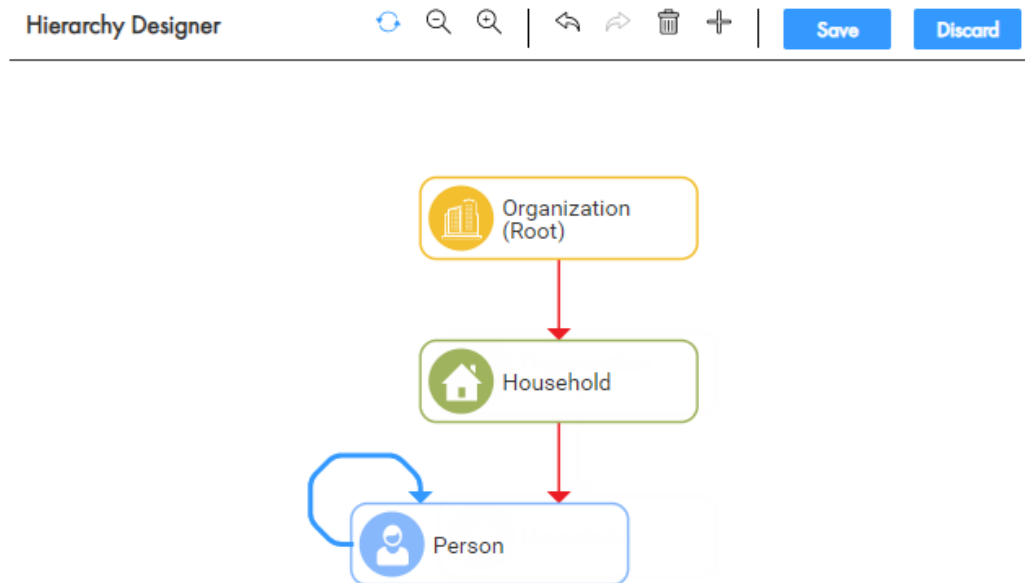 Hierarchy Designer
Save
Discard
Organization
(Root)
Household
Person